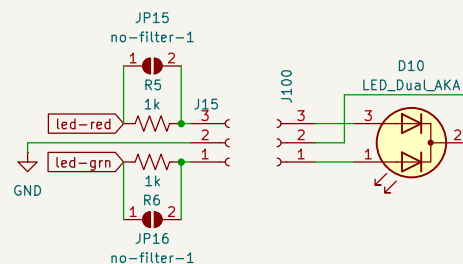 JP15
no-filter-1
1 2
R5
1k
led-red
J15
3
2
1
GND
led-grn
1k
R6
1 2
JP16
no-filter-1
J100
3
2
1
D10
LED_Dual_AKA
3
1
2